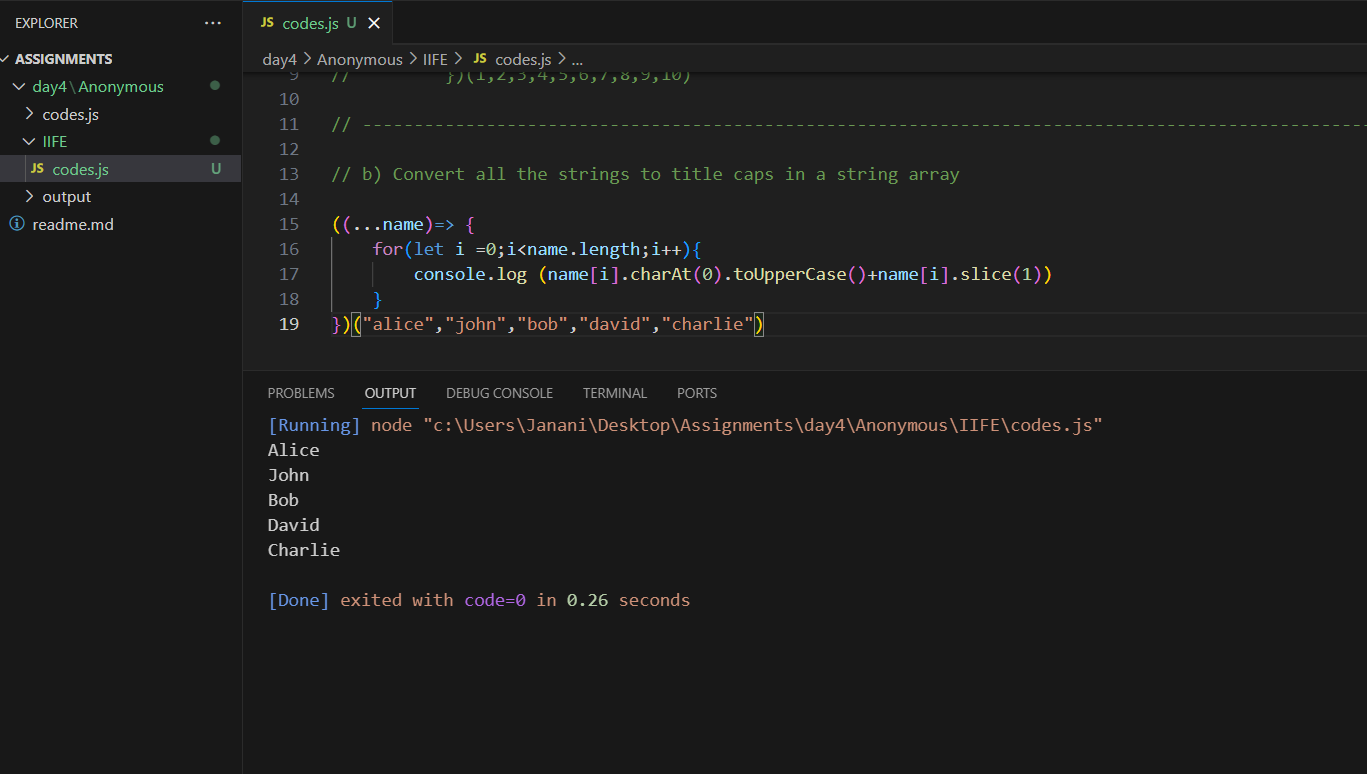 EXPLORER
ASSIGNMENTS
day4\Anonymous
codes.js
IIFE
JS codes.js U
output
readme.md
JS codes.js U
day4 > Anonymous > IIFE > JS codes.js > ...
9 // })(1,2,3,4,5,6,7,8,9,10)
10
11 // ----------------------------------------------------------------------------------------------------
12
13 // b) Convert all the strings to title caps in a string array
14
15 ((...name)=> {
16 for(let i =0;i<name.length;i++){
17 console.log (name[i].charAt(0).toUpperCase()+name[i].slice(1))
18 }
19 })("alice","john","bob","david","charlie")
PROBLEMS OUTPUT DEBUG CONSOLE TERMINAL PORTS
[Running] node "c:\Users\Janani\Desktop\Assignments\day4\Anonymous\IIFE\codes.js"
Alice
John
Bob
David
Charlie
[Done] exited with code=0 in 0.26 seconds